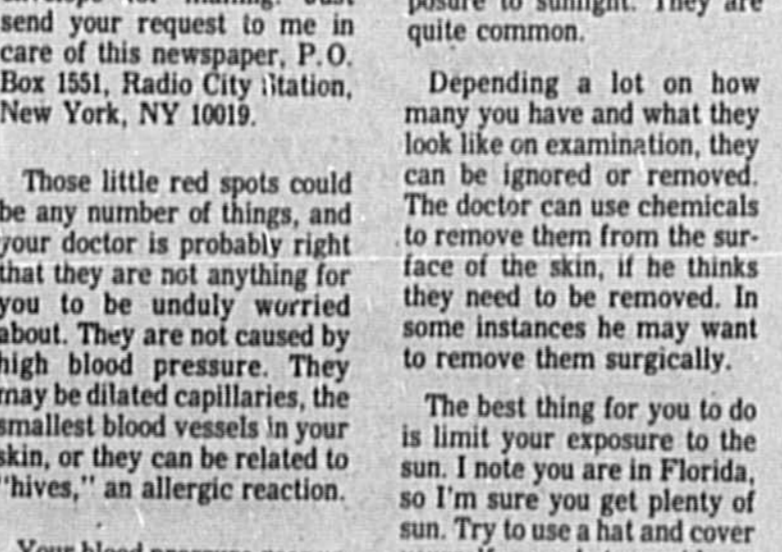 send your request to me in
care of this newspaper, P.O.
Box 1551, Radio City Station,
New York, NY 10019.
Those little red spots could
be any number of things, and
your doctor is probably right
that they are not anything for
you to be unduly worried
about. They are not caused by
high blood pressure. They
may be dilated capillaries, the
smallest blood vessels in your
skin, or they can be related to
"hives," an allergic reaction.
Your blood pressure
posure to sunlight. They are
quite common.
Depending a lot on how
many you have and what they
look like on examination, they
can be ignored or removed.
The doctor can use chemicals
to remove them from the sur-
face of the skin, if he thinks
they need to be removed. In
some instances he may want
to remove them surgically.
The best thing for you to do
is limit your exposure to the
sun. I note you are in Florida,
so I'm sure you get plenty of
sun. Try to use a hat and cover